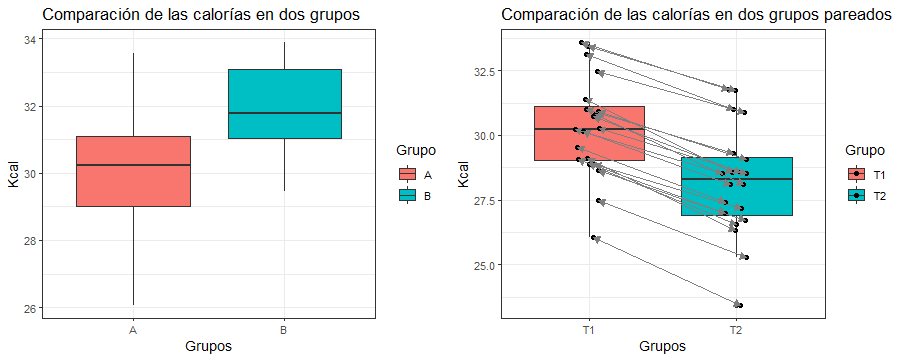 Comparación de las calorías en dos grupos
34
32
30
28
26
Kcal
A
B
Grupos
Grupo
A
B
Comparación de las calorías en dos grupos pareados
32.5
30.0
27.5
25.0
Kcal
T1
T2
Grupos
Grupo
T1
T2